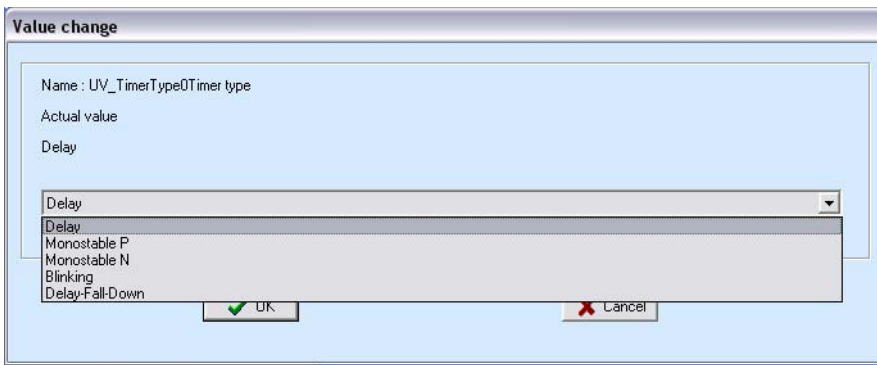 Value change
Name : UV_TimerType0Timer type
Actual value
Delay
Delay
Delay
Monostable P
Monostable N
Blinking
Delay-Fall-Down
OK
Cancel